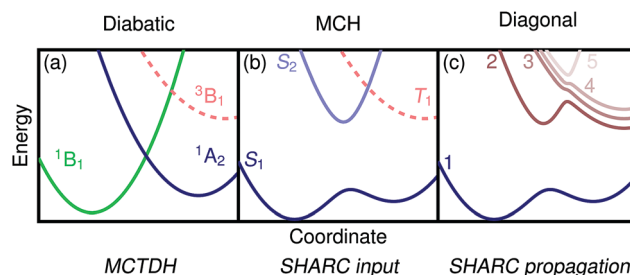 Diabatic MCH Diagonal
(a) (b) (c)
S₂ 2 3 5
4
³B₁ T₁
¹B₁ ¹A₂ S₁ 1
Energy
Coordinate
MCTDH SHARC input SHARC propagation